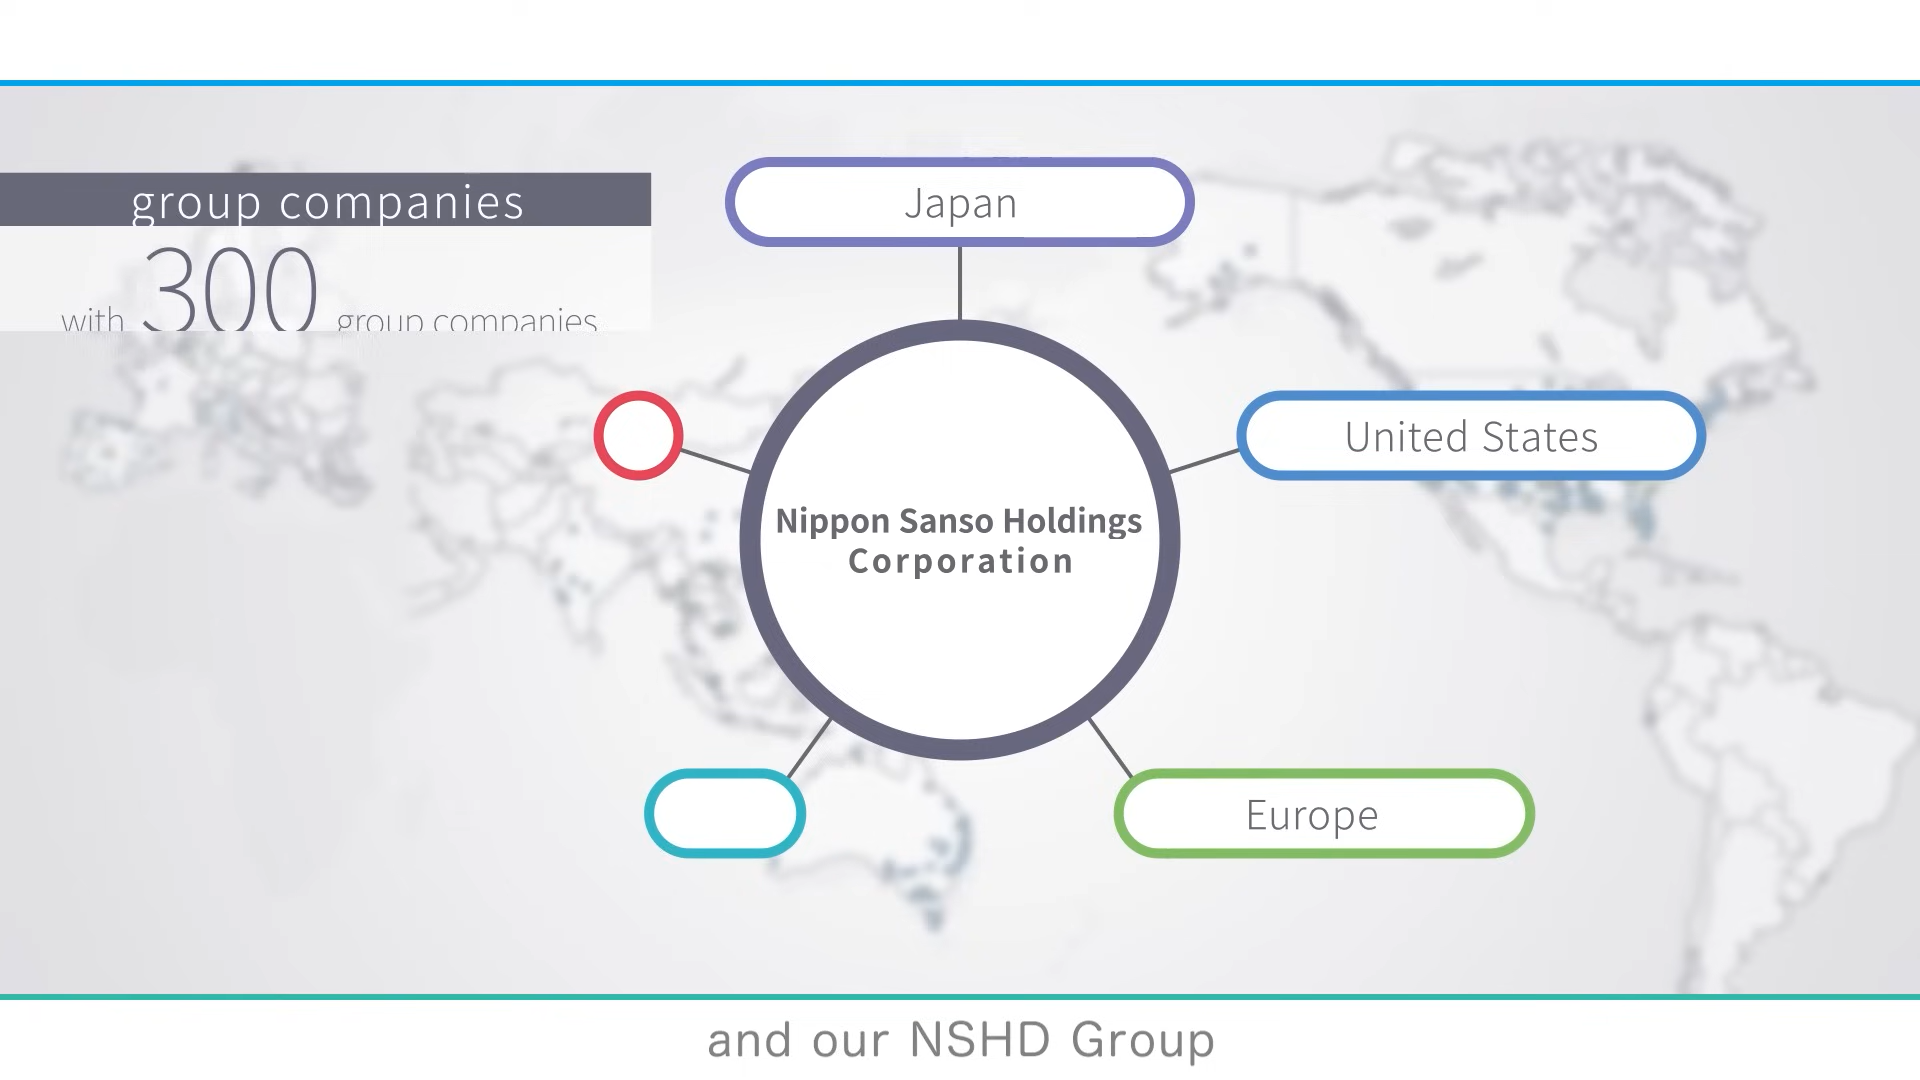 group companies
with 300 group companies
Japan
United States
Nippon Sanso Holdings
Corporation
Europe
and our NSHD Group